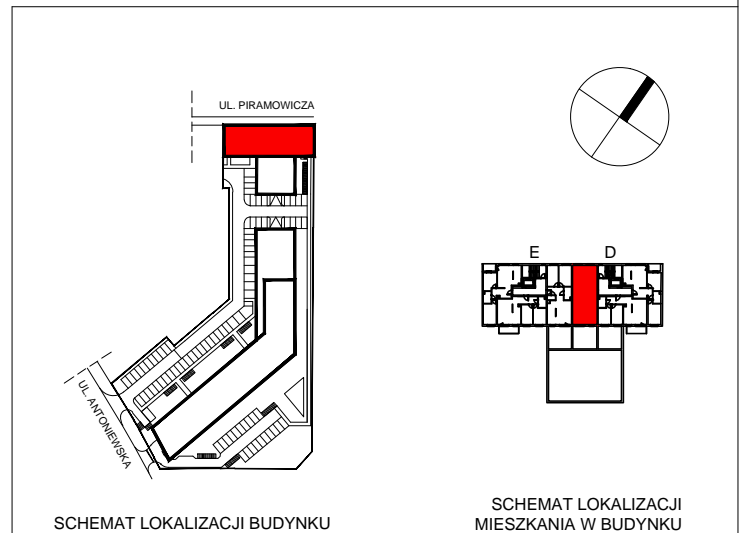 UL. PIRAMOWICZA
E D
UL. ANTONIEWSKA
SCHEMAT LOKALIZACJI BUDYNKU
SCHEMAT LOKALIZACJI
MIESZKANIA W BUDYNKU